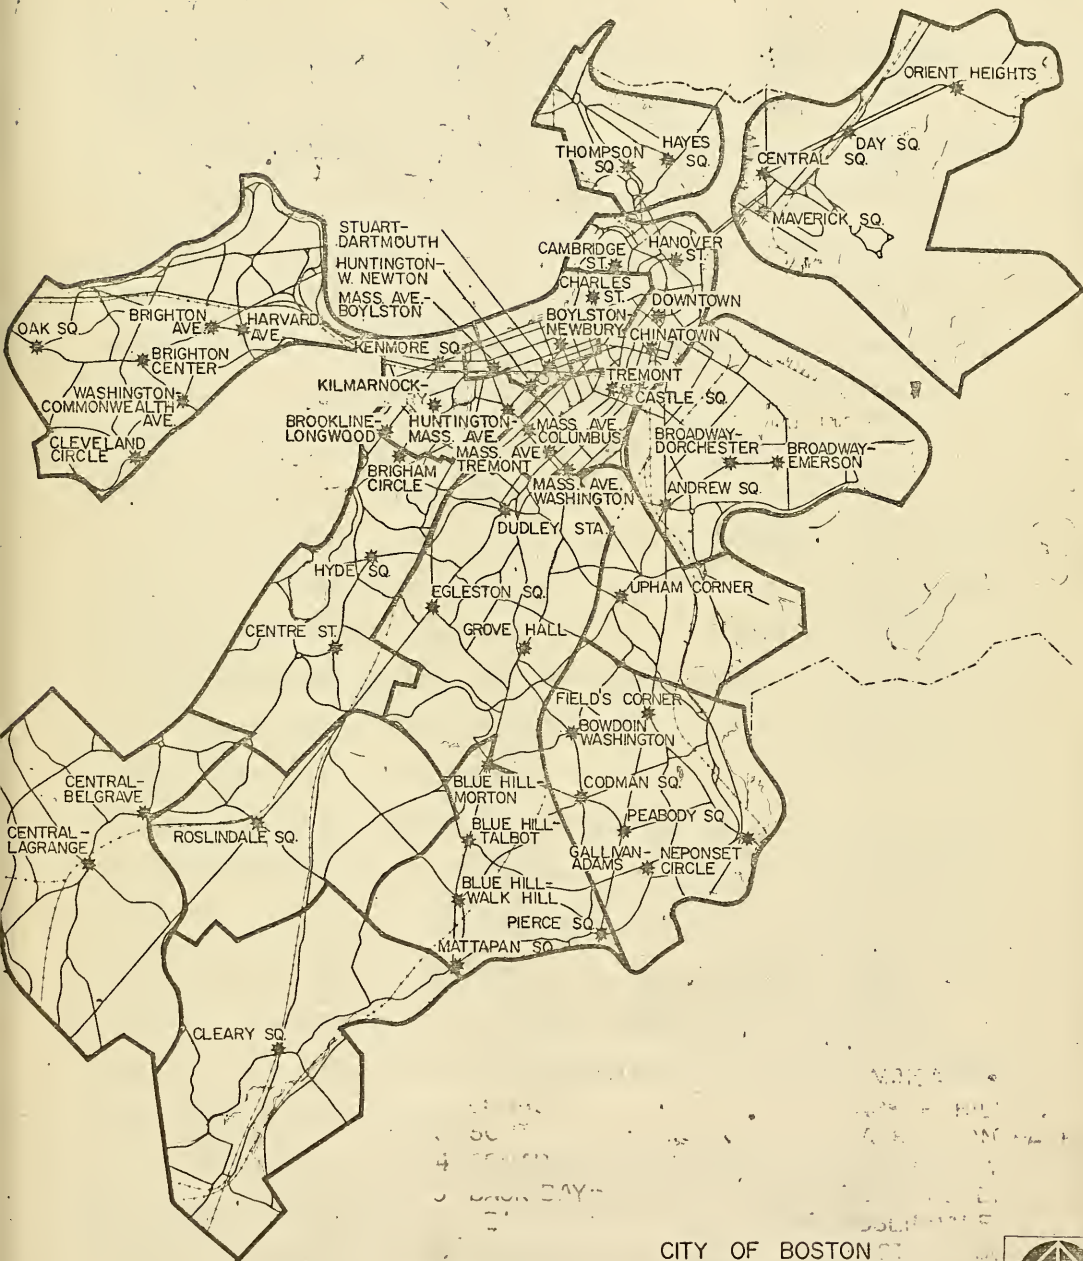 ORIENT HEIGHTS
HAYES
SQ.
THOMPSON
SQ.
DAY SQ.
CENTRAL SQ.
MAVERICK SQ.
STUART-
DARTMOUTH
HUNTINGTON-
W. NEWTON
MASS. AVE.-
BOYLSTON
CAMBRIDGE
ST.
HANOVER
ST.
CHARLES
ST.
DOWNTOWN
BOYLSTON-
NEWBURY
CHINATOWN
OAK SQ.
BRIGHTON
AVE.
HARVARD
AVE.
BRIGHTON
CENTER
KENMORE SQ.
WASHINGTON-
COMMONWEALTH
AVE.
KILMARNOCK-
TREMONT
CASTLE SQ.
CLEVELAND
CIRCLE
BROOKLINE-
LONGWOOD
HUNTINGTON-
MASS. AVE.
MASS. AVE.
COLUMBUS
BROADWAY-
DORCHESTER
BROADWAY-
EMERSON
BRIGHAM
CIRCLE
MASS. AVE
TREMONT
MASS. AVE.
WASHINGTON
ANDREW SQ.
DUDLEY STA.
HYDE SQ.
EGLESTON SQ.
UPHAM CORNER
CENTRE ST.
GROVE HALL
FIELD'S CORNER
BOWDOIN
WASHINGTON
CENTRAL-
BELGRAVE
BLUE HILL-
MORTON
CODMAN SQ.
PEABODY SQ.
CENTRAL-
LAGRANGE
ROSLINDALE SQ.
BLUE HILL-
TALBOT
GALLIVAN-
ADAMS
NEPONSET
CIRCLE
BLUE HILL-
WALK HILL
PIERCE SQ.
MATTAPAN SQ.
CLEARY SQ.
CITY OF BOSTON